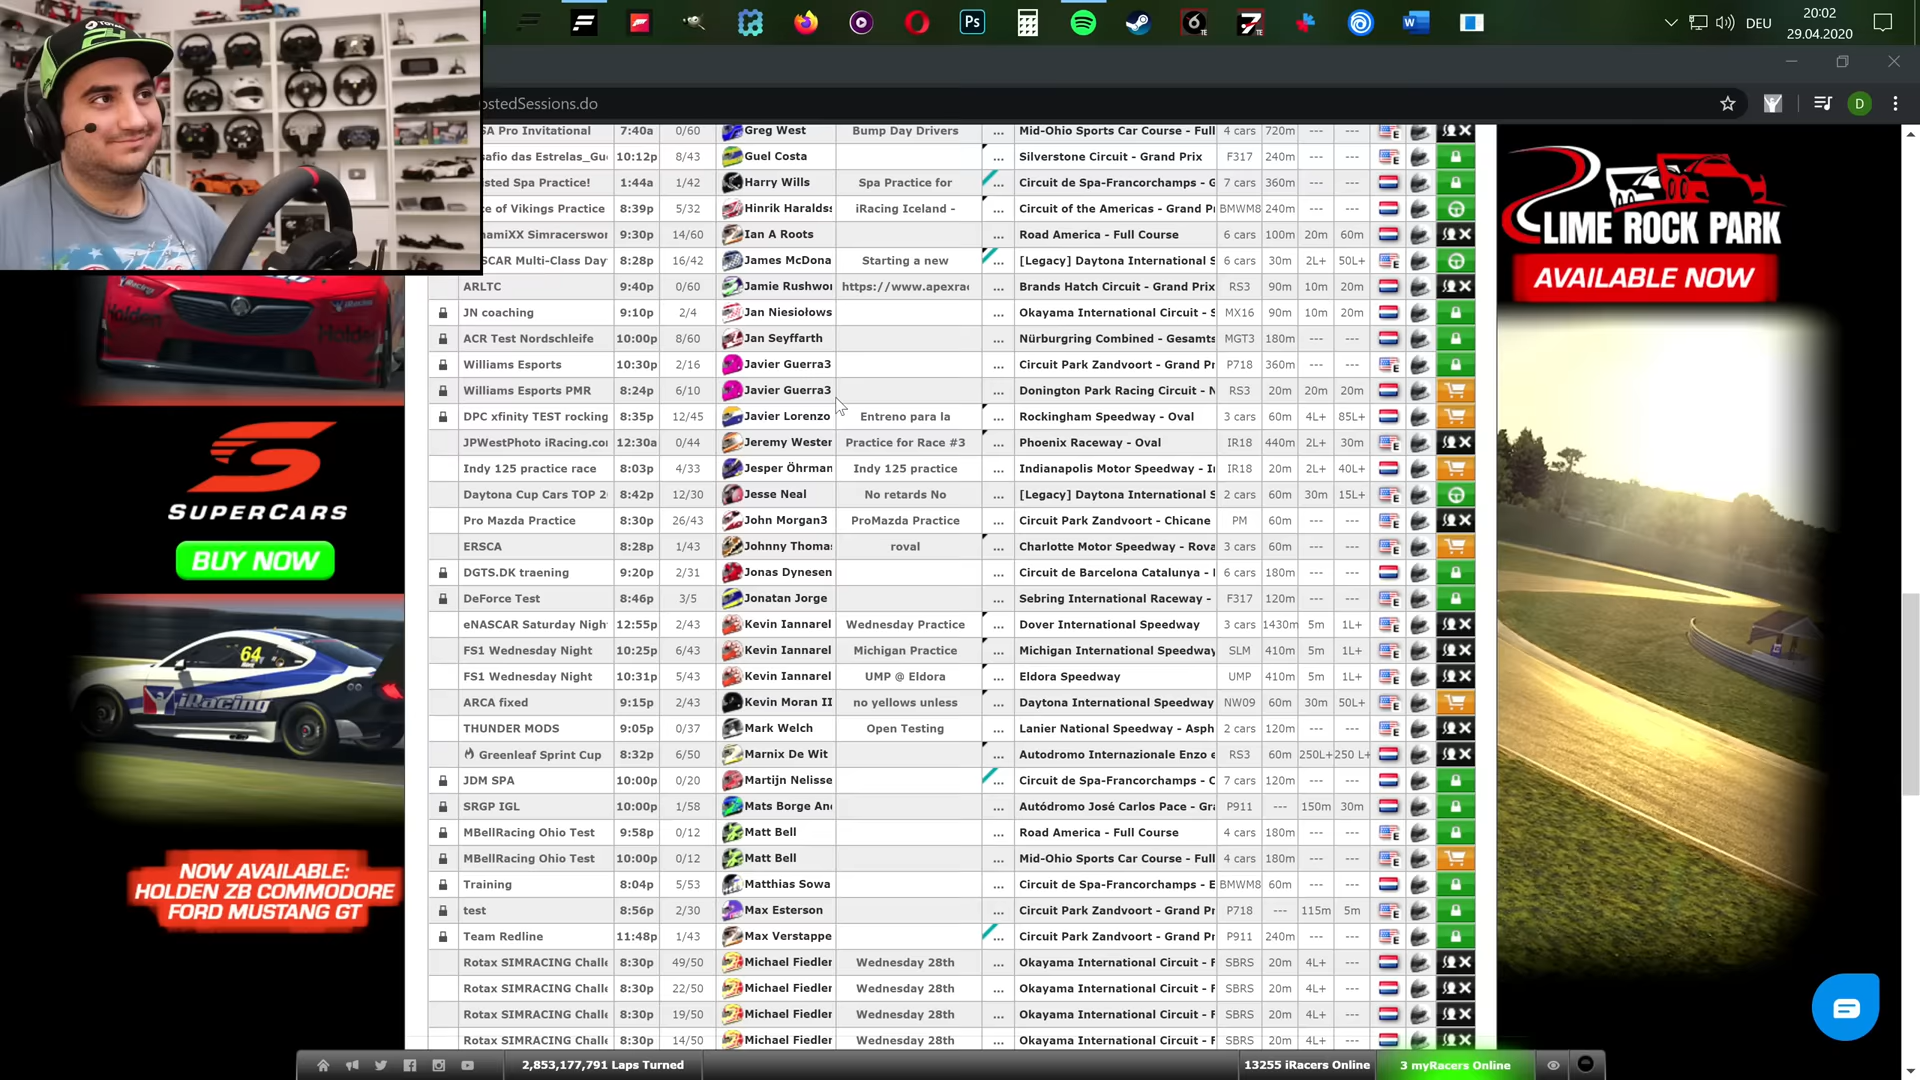 DEU
20:02
29.04.2020
ostedSessions.do
D
SA Pro Invitational 7:40a 0/60 Greg West Bump Day Drivers ... Mid-Ohio Sports Car Course - Full 4 cars 720m --- ---
safio das Estrelas_Gu 10:12p 8/43 Guel Costa ... Silverstone Circuit - Grand Prix F317 240m --- ---
sted Spa Practice! 1:44a 1/42 Harry Wills Spa Practice for ... Circuit de Spa-Francorchamps - G 7 cars 360m --- ---
ce of Vikings Practice 8:39p 5/32 Hinrik Haralds iRacing Iceland - ... Circuit of the Americas - Grand P BMWM8 240m --- ---
namiXX Simracerswor 9:30p 14/60 Ian A Roots ... Road America - Full Course 6 cars 100m 20m 60m
SCAR Multi-Class Day 8:28p 16/42 James McDona Starting a new ... [Legacy] Daytona International S 6 cars 30m 2L+ 50L+
ARLTC 9:40p 0/60 Jamie Rushwor https://www.apexra ... Brands Hatch Circuit - Grand Prix RS3 90m 10m 20m
JN coaching 9:10p 2/4 Jan Niesiołows ... Okayama International Circuit - S MX16 90m 10m 20m
ACR Test Nordschleife 10:00p 8/60 Jan Seyffarth ... Nürburgring Combined - Gesamts MGT3 180m --- ---
Williams Esports 10:30p 2/16 Javier Guerra3 ... Circuit Park Zandvoort - Grand P P718 360m --- ---
Williams Esports PMR 8:24p 6/10 Javier Guerra3 ... Donington Park Racing Circuit - N RS3 20m 20m 20m
DPC xfinity TEST rocking 8:35p 12/45 Javier Lorenzo Entreno para la ... Rockingham Speedway - Oval 3 cars 60m 4L+ 85L+
JPWestPhoto iRacing.co 12:30a 0/44 Jeremy Wester Practice for Race #3 ... Phoenix Raceway - Oval IR18 440m 2L+ 30m
Indy 125 practice race 8:03p 4/33 Jesper Öhrman Indy 125 practice ... Indianapolis Motor Speedway - I IR18 20m 2L+ 40L+
Daytona Cup Cars TOP 2 8:42p 12/30 Jesse Neal No retards No ... [Legacy] Daytona International S 2 cars 60m 30m 15L+
Pro Mazda Practice 8:30p 26/43 John Morgan3 ProMazda Practice ... Circuit Park Zandvoort - Chicane PM 60m --- ---
ERSCA 8:28p 1/43 Johnny Thoma roval ... Charlotte Motor Speedway - Rova 3 cars 60m --- ---
DGTS.DK traening 9:20p 2/31 Jonas Dynesen ... Circuit de Barcelona Catalunya - 6 cars 180m --- ---
DeForce Test 8:46p 3/5 Jonatan Jorge ... Sebring International Raceway - F317 120m --- ---
eNASCAR Saturday Nigh 12:55p 2/43 Kevin Iannarel Wednesday Practice ... Dover International Speedway 3 cars 1430m 5m 1L+
FS1 Wednesday Night 10:25p 6/43 Kevin Iannarel Michigan Practice ... Michigan International Speedway SLM 410m 5m 1L+
FS1 Wednesday Night 10:31p 5/43 Kevin Iannarel UMP @ Eldora ... Eldora Speedway UMP 410m 5m 1L+
ARCA fixed 9:15p 2/43 Kevin Moran II no yellows unless ... Daytona International Speedway NW09 60m 30m 50L+
THUNDER MODS 9:05p 0/37 Mark Welch Open Testing ... Lanier National Speedway - Asph 2 cars 120m --- ---
Greenleaf Sprint Cup 8:32p 6/50 Marnix De Wit ... Autodromo Internazionale Enzo e RS3 60m 250L+ 250 L+
JDM SPA 10:00p 0/20 Martijn Nelisse ... Circuit de Spa-Francorchamps - C 7 cars 120m --- ---
SRGP IGL 10:00p 1/58 Mats Borge An ... Autódromo José Carlos Pace - Gr P911 --- 150m 30m
MBellRacing Ohio Test 9:58p 0/12 Matt Bell ... Road America - Full Course 4 cars 180m --- ---
MBellRacing Ohio Test 10:00p 0/12 Matt Bell ... Mid-Ohio Sports Car Course - Full 4 cars 180m --- ---
Training 8:04p 5/53 Matthias Sowa ... Circuit de Spa-Francorchamps - E BMWM8 60m --- ---
test 8:56p 2/30 Max Esterson ... Circuit Park Zandvoort - Grand P P718 --- 115m 5m
Team Redline 11:48p 1/43 Max Verstappe ... Circuit Park Zandvoort - Grand P P911 240m --- ---
Rotax SIMRACING Challe 8:30p 49/50 Michael Fiedler Wednesday 28th ... Okayama International Circuit - F SBRS 20m 4L+ ---
Rotax SIMRACING Challe 8:30p 22/50 Michael Fiedler Wednesday 28th ... Okayama International Circuit - F SBRS 20m 4L+ ---
Rotax SIMRACING Challe 8:30p 19/50 Michael Fiedler Wednesday 28th ... Okayama International Circuit - F SBRS 20m 4L+ ---
Rotax SIMRACING Challe 8:30p 14/50 Michael Fiedler Wednesday 28th ... Okayama International Circuit - F SBRS 20m 4L+ ---
SUPERCARS
BUY NOW
64
iRacing
NOW AVAILABLE:
HOLDEN ZB COMMODORE
FORD MUSTANG GT
LIME ROCK PARK
AVAILABLE NOW
2,853,177,791 Laps Turned
13255 iRacers Online
3 myRacers Online